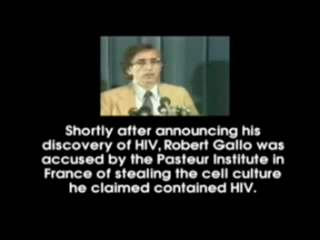 Shortly after announcing his
discovery of HIV, Robert Gallo was
accused by the Pasteur Institute in
France of stealing the cell culture
he claimed contained HIV.